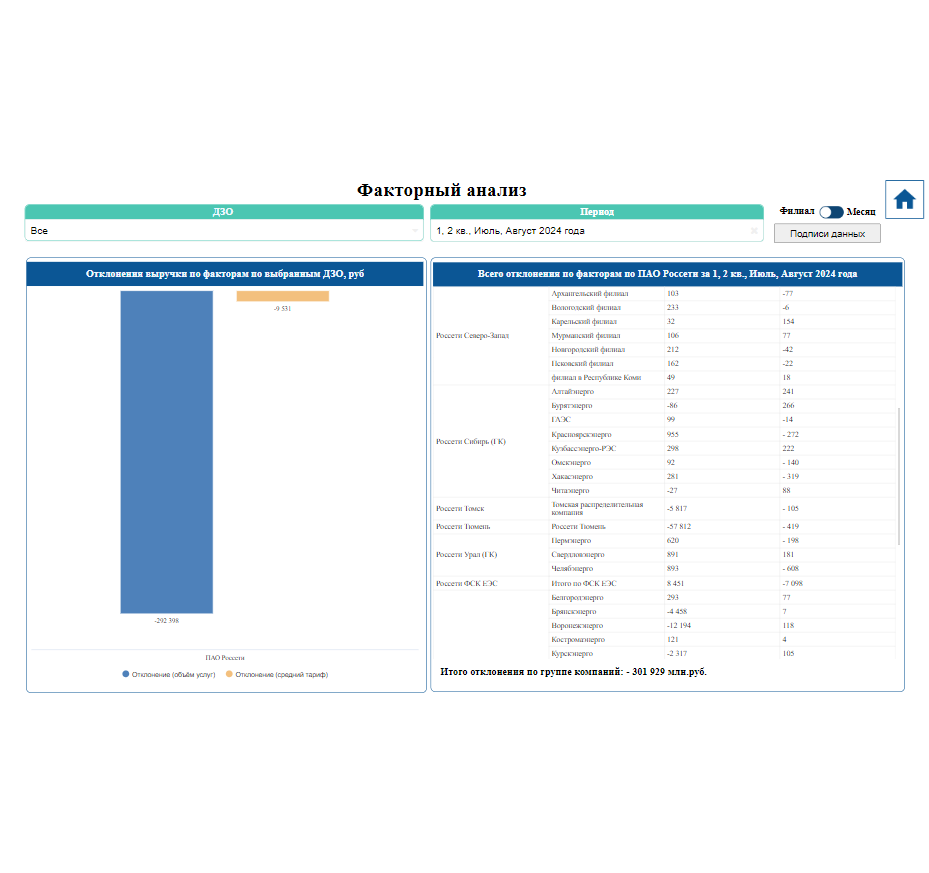 Факторный анализ
ДЗО
Период
Филиал Месяц
Все
1, 2 кв., Июль, Август 2024 года
Подписи данных
Отклонения выручки по факторам по выбранным ДЗО, руб
-9 531
-292 398
ПАО Россети
Отклонение (объём услуг) Отклонение (средний тариф)
Всего отклонения по факторам по ПАО Россети за 1, 2 кв., Июль, Август 2024 года
Архангельский филиал 103 -77
Вологодский филиал 233 -6
Карельский филиал 32 154
Россети Северо-Запад Мурманский филиал 106 77
Новгородский филиал 212 -42
Псковский филиал 162 -22
филиал в Республике Коми 49 18
Алтайэнерго 227 241
Бурятэнерго -86 266
ГАЭС 99 -14
Красноярскэнерго 955 - 272
Россети Сибирь (ГК)
Кузбассэнерго-РЭС 298 222
Омскэнерго 92 - 140
Хакасэнерго 281 - 319
Читаэнерго -27 88
Россети Томск Томская распределительная компания -5 817 - 105
Россети Тюмень Россети Тюмень -57 812 - 419
Пермэнерго 620 - 198
Россети Урал (ГК) Свердловэнерго 891 181
Челябэнерго 893 - 608
Россети ФСК ЕЭС Итого по ФСК ЕЭС 8 451 -7 098
Белгородэнерго 293 77
Брянскэнерго -4 458 7
Воронежэнерго -12 194 118
Костромаэнерго 121 4
Курскэнерго -2 317 105
Итого отклонения по группе компаний: - 301 929 млн.руб.